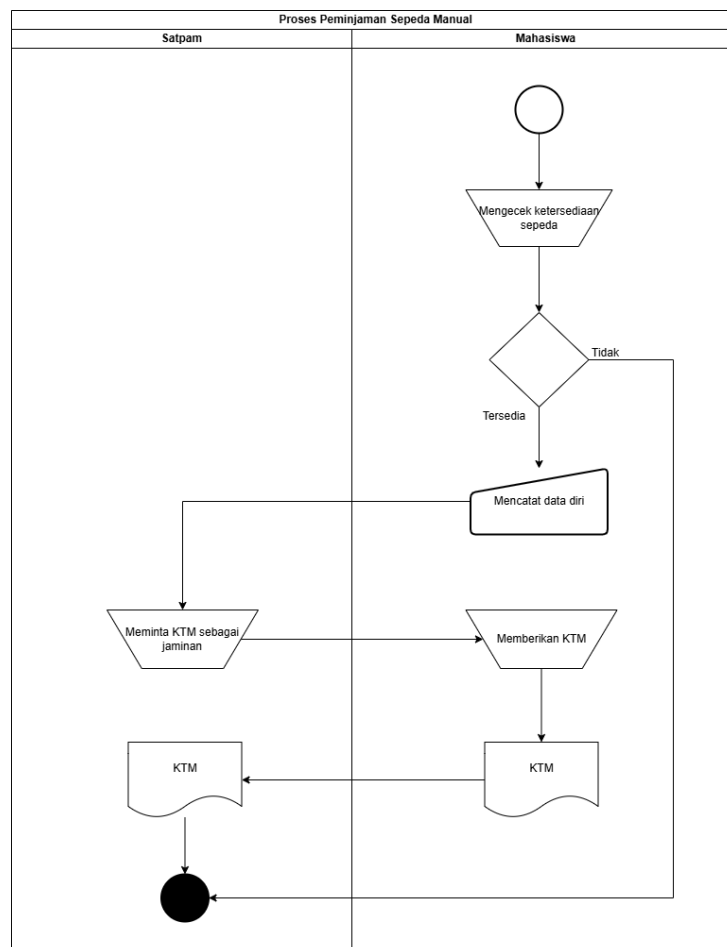 Proses Peminjaman Sepeda Manual
Satpam
Mahasiswa
Mengecek ketersediaan
sepeda
Tidak
Tersedia
Mencatat data diri
Meminta KTM sebagai
jaminan
Memberikan KTM
KTM
KTM